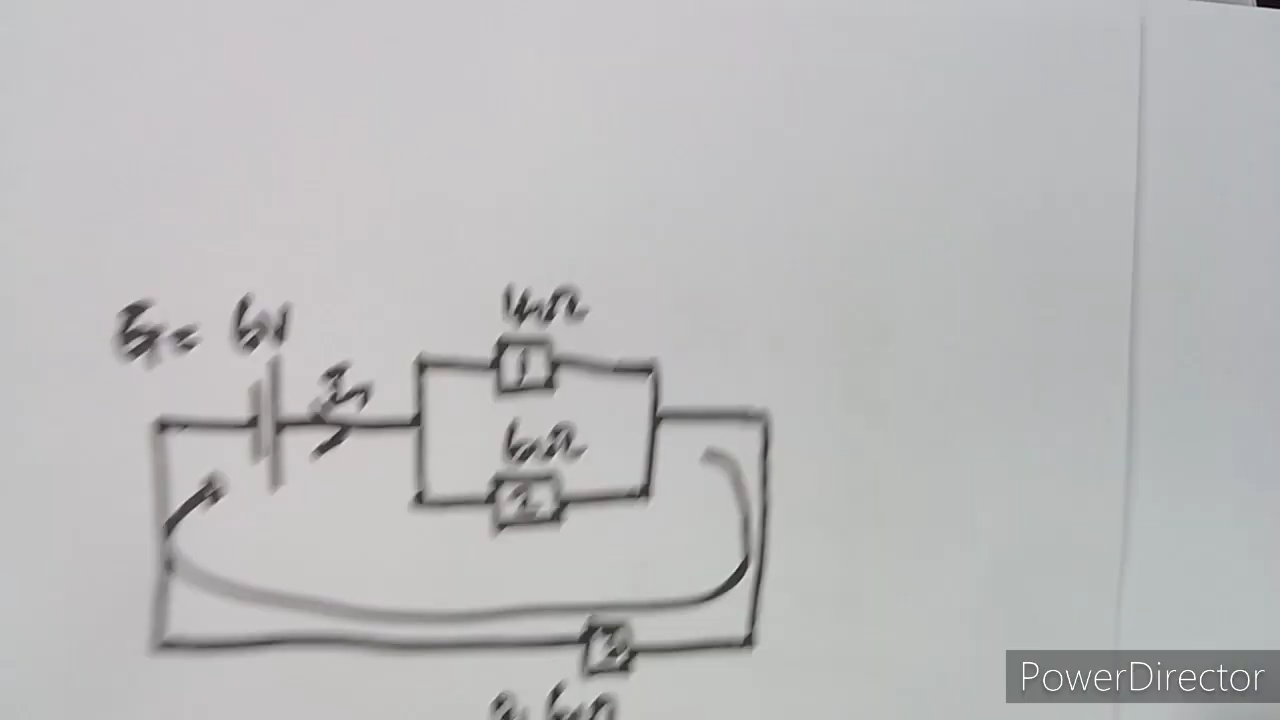 4Ω
= 6V
1
6Ω
2
3
PowerDirector